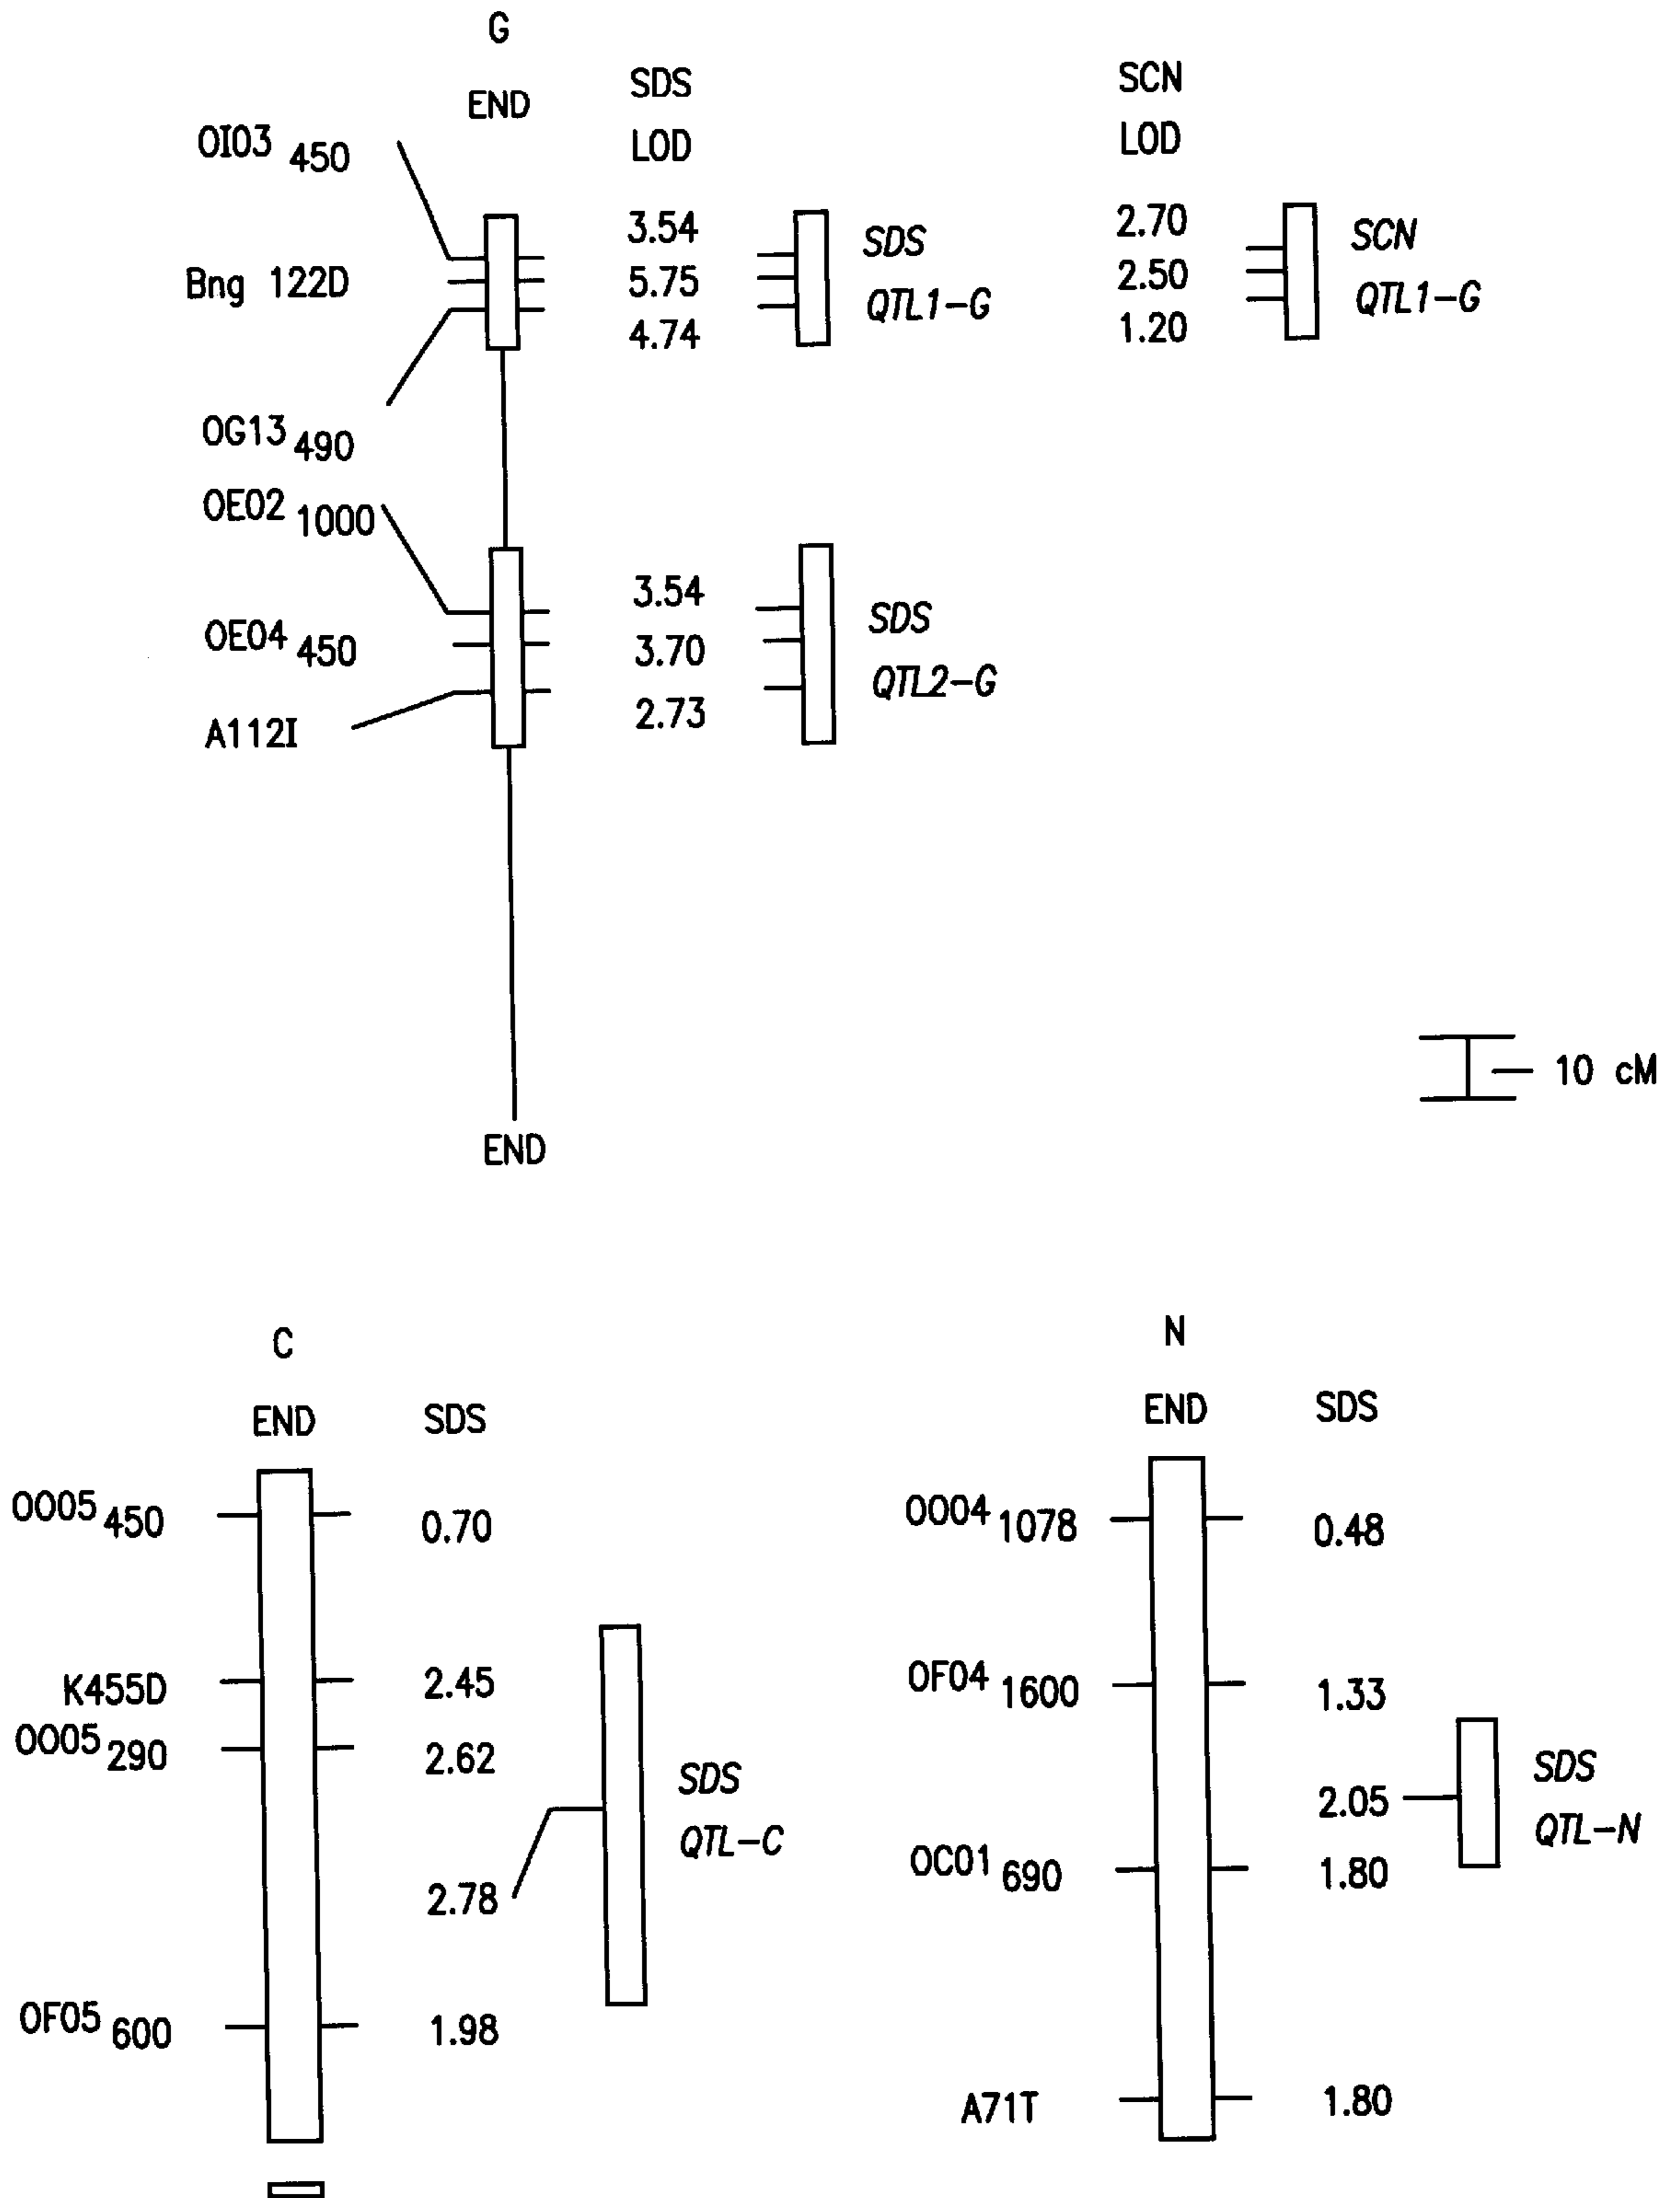 G
END
SDS
LOD
SCN
LOD
OI03 450
Bng 122D
OG13 490
3.54
5.75
4.74
SDS
QTL1-G
2.70
2.50
1.20
SCN
QTL1-G
OE02 1000
OE04 450
A112I
3.54
3.70
2.73
SDS
QTL2-G
END
10 cM
C
END
SDS
OO05 450
0.70
K455D
2.45
OO05 290
2.62
2.78
SDS
QTL-C
OF05 600
1.98
N
END
SDS
OO04 1078
0.48
OF04 1600
1.33
2.05
SDS
QTL-N
OC01 690
1.80
A71T
1.80